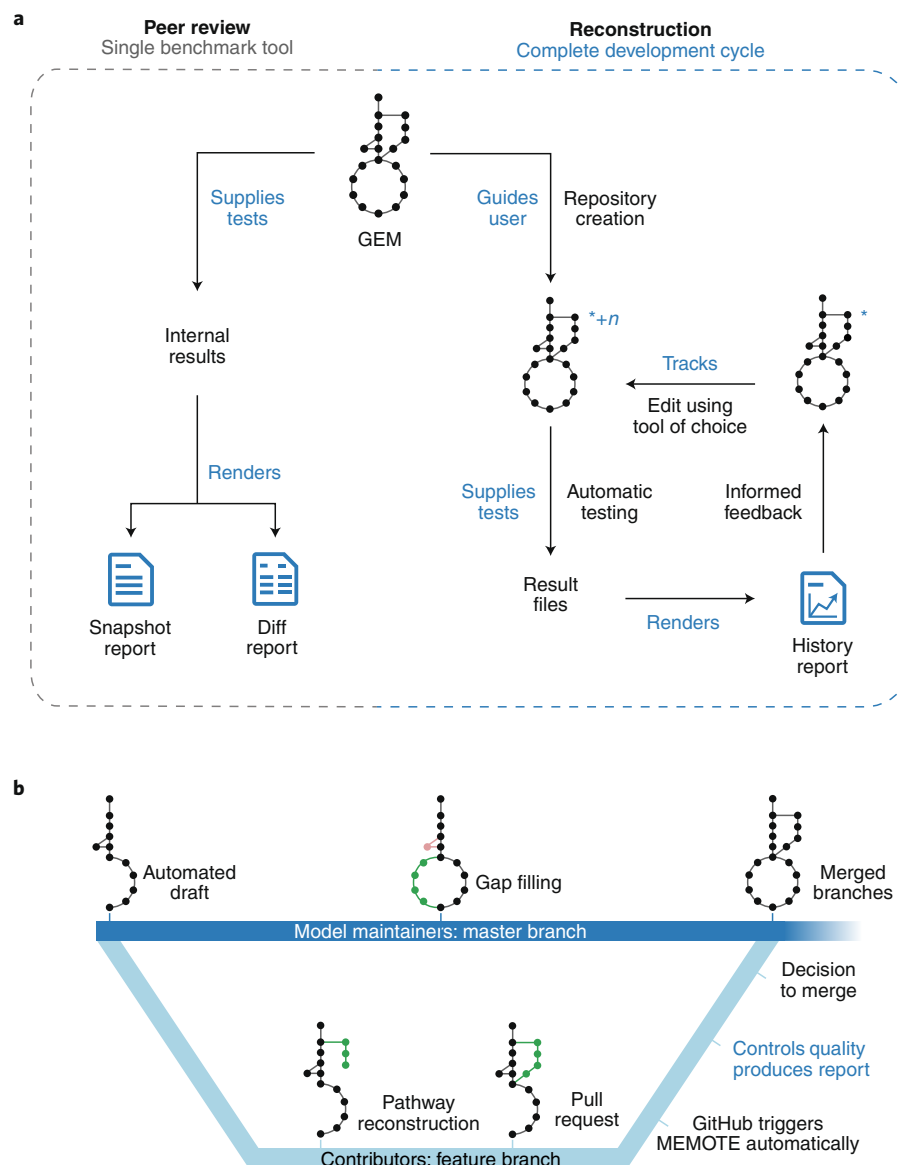 a
Peer review
Single benchmark tool
Reconstruction
Complete development cycle
Supplies
tests
GEM
Guides
user
Repository
creation
Internal
results
*+n
*
Tracks
Edit using
tool of choice
Renders
Supplies
tests
Automatic
testing
Informed
feedback
Snapshot
report
Diff
report
Result
files
Renders
History
report
b
Automated
draft
Gap filling
Merged
branches
Model maintainers: master branch
Decision
to merge
Controls quality
produces report
Pathway
reconstruction
Pull
request
GitHub triggers
MEMOTE automatically
Contributors: feature branch